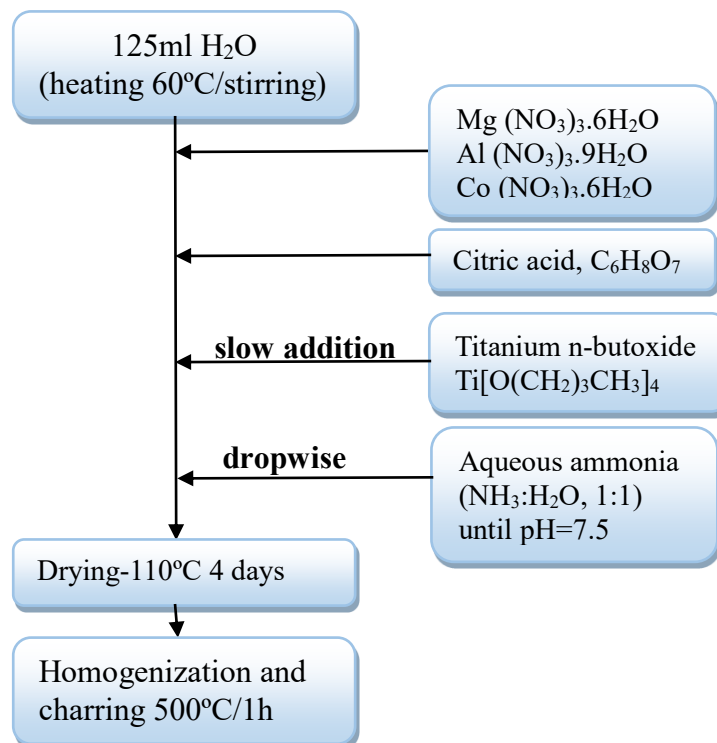 125ml H₂O
(heating 60ºC/stirring)
Mg (NO₃)₃.6H₂O
Al (NO₃)₃.9H₂O
Co (NO₃)₃.6H₂O
Citric acid, C₆H₈O₇
slow addition
Titanium n-butoxide
Ti[O(CH₂)₃CH₃]₄
dropwise
Aqueous ammonia
(NH₃:H₂O, 1:1)
until pH=7.5
Drying-110ºC 4 days
Homogenization and
charring 500ºC/1h